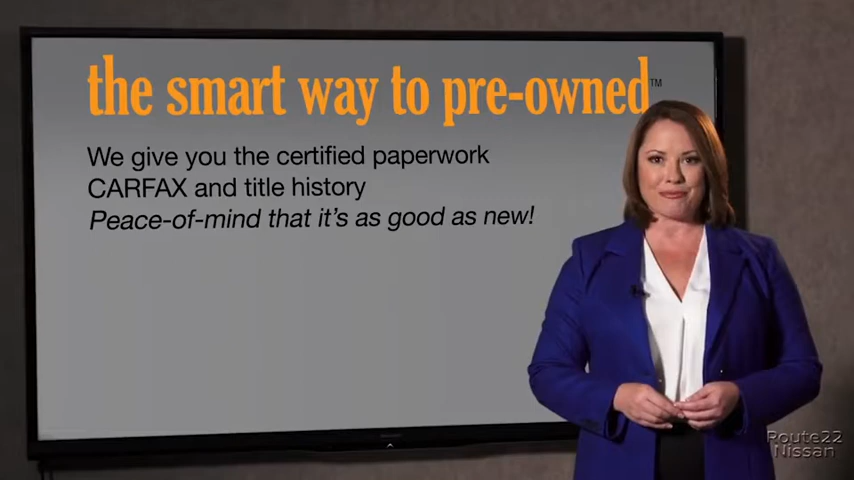 the smart way to pre-owned™
We give you the certified paperwork
CARFAX and title history
Peace-of-mind that it's as good as new!
Route22
Nissan